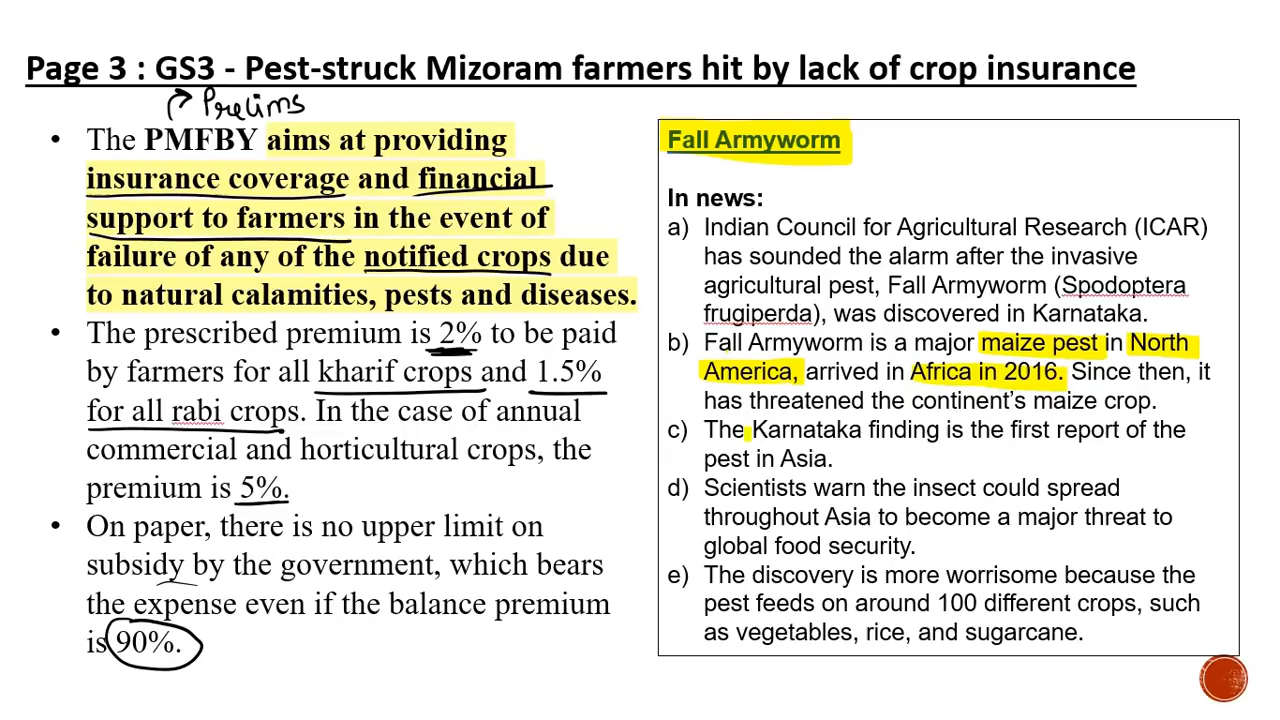 Page 3 : GS3 - Pest-struck Mizoram farmers hit by lack of crop insurance
Prelims
• The PMFBY aims at providing
insurance coverage and financial
support to farmers in the event of
failure of any of the notified crops due
to natural calamities, pests and diseases.
• The prescribed premium is 2% to be paid
by farmers for all kharif crops and 1.5%
for all rabi crops. In the case of annual
commercial and horticultural crops, the
premium is 5%.
• On paper, there is no upper limit on
subsidy by the government, which bears
the expense even if the balance premium
is 90%.
Fall Armyworm
In news:
a) Indian Council for Agricultural Research (ICAR)
has sounded the alarm after the invasive
agricultural pest, Fall Armyworm (Spodoptera
frugiperda), was discovered in Karnataka.
b) Fall Armyworm is a major maize pest in North
America, arrived in Africa in 2016. Since then, it
has threatened the continent’s maize crop.
c) The Karnataka finding is the first report of the
pest in Asia.
d) Scientists warn the insect could spread
throughout Asia to become a major threat to
global food security.
e) The discovery is more worrisome because the
pest feeds on around 100 different crops, such
as vegetables, rice, and sugarcane.